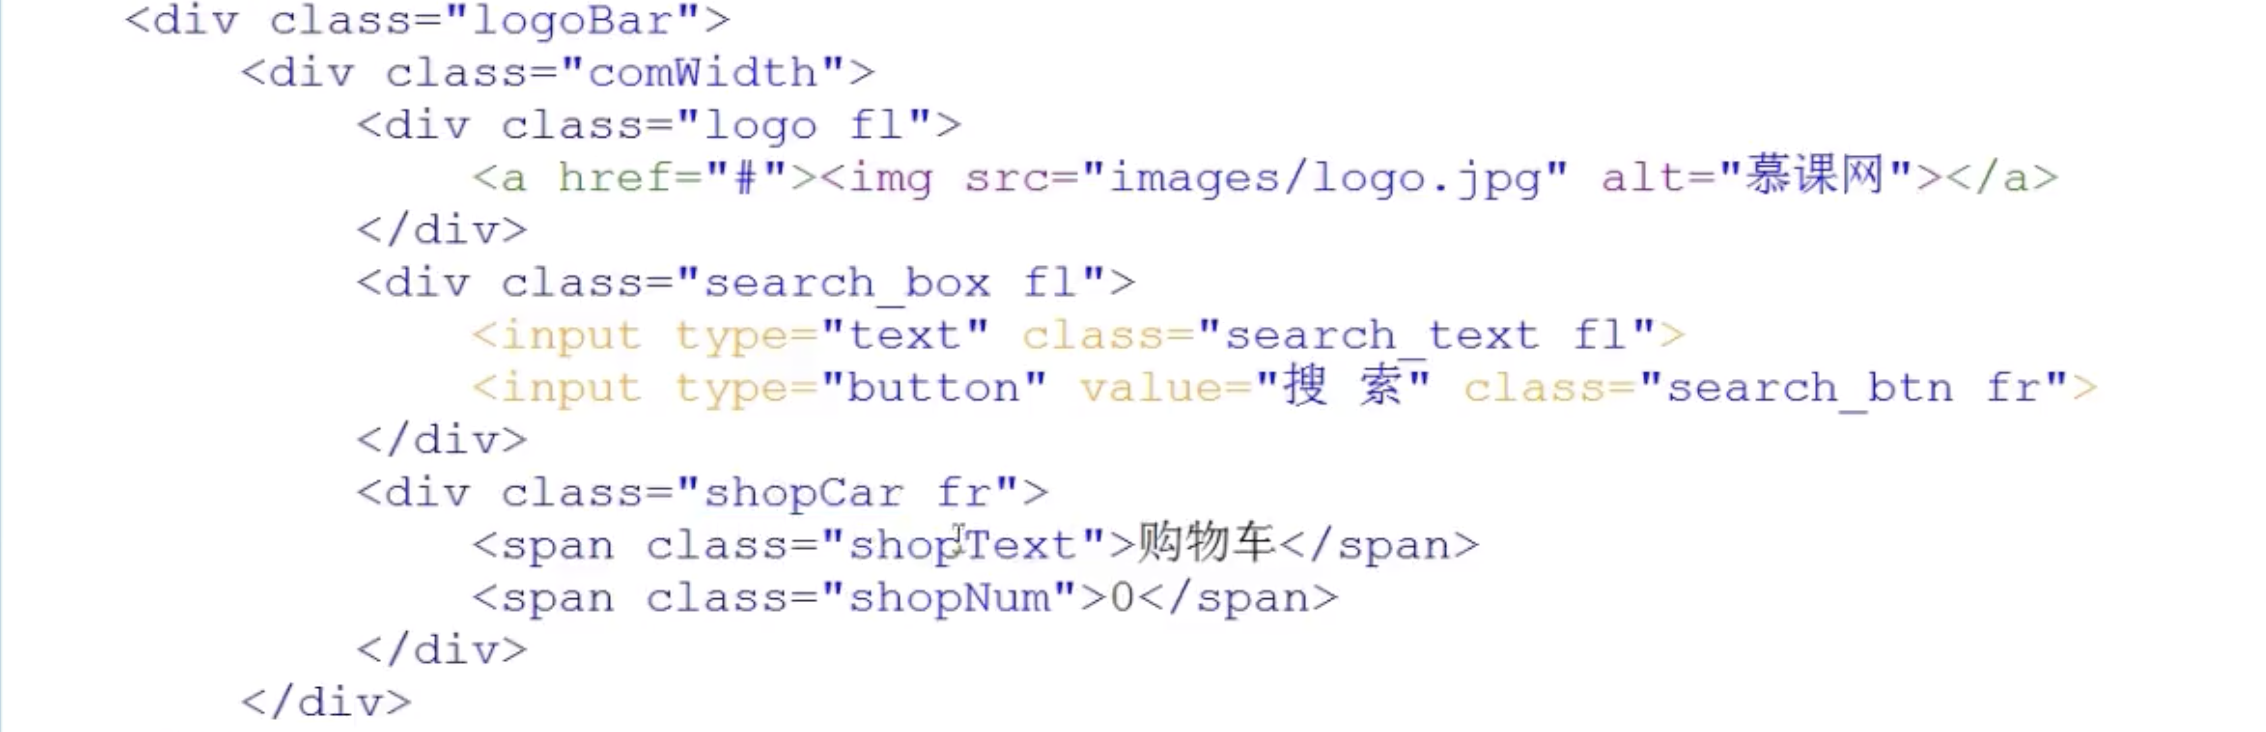 <div class="logoBar">
<div class="comWidth">
<div class="logo fl">
<a href="#"><img src="images/logo.jpg" alt="慕课网"></a>
</div>
<div class="search_box fl">
<input type="text" class="search_text fl">
<input type="button" value="搜 索" class="search_btn fr">
</div>
<div class="shopCar fr">
<span class="shopText">购物车</span>
<span class="shopNum">0</span>
</div>
</div>